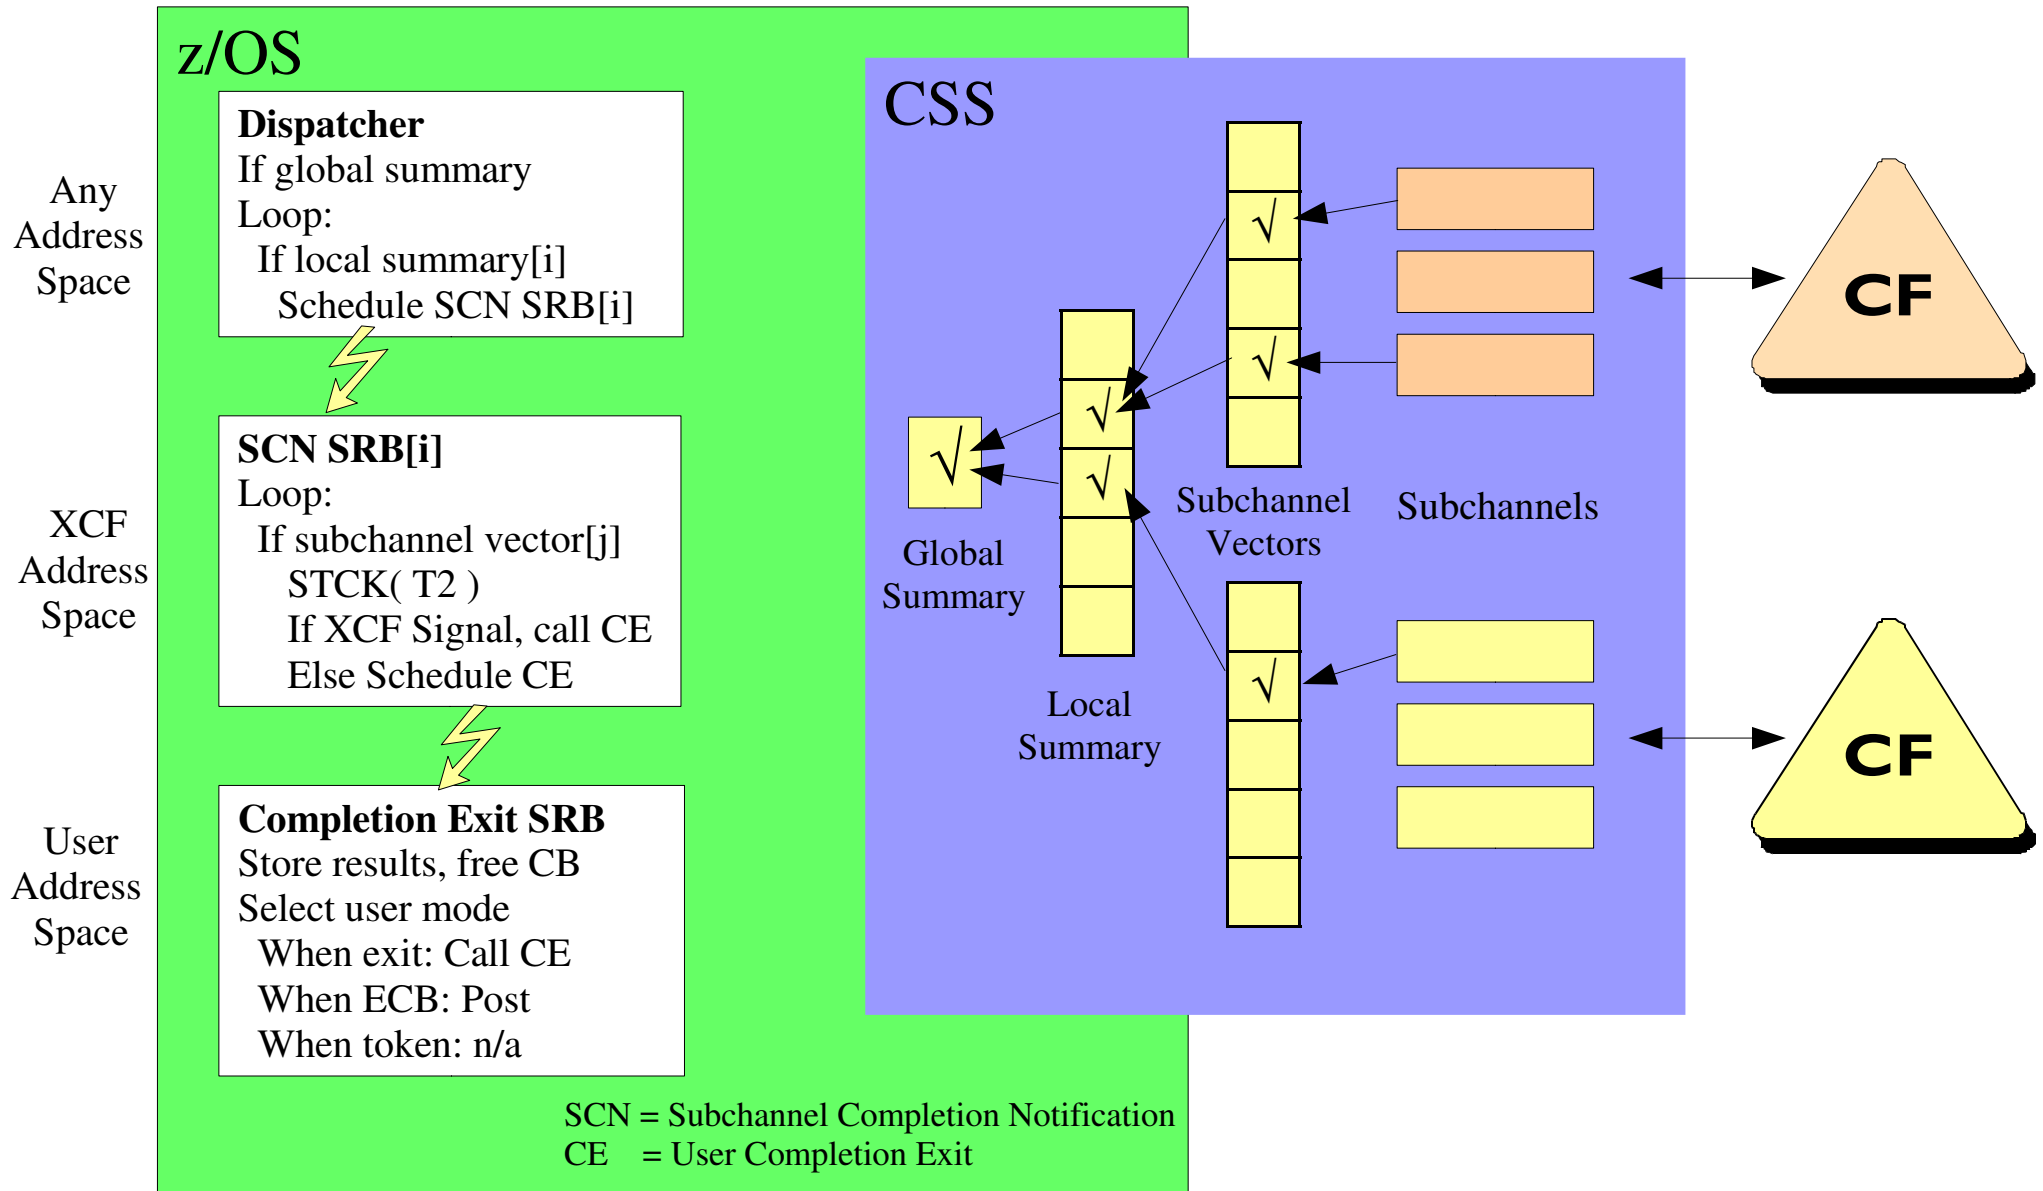 z/OS
Any
Address
Space
Dispatcher
If global summary
Loop:
If local summary[i]
Schedule SCN SRB[i]
XCF
Address
Space
SCN SRB[i]
Loop:
If subchannel vector[j]
STCK( T2 )
If XCF Signal, call CE
Else Schedule CE
User
Address
Space
Completion Exit SRB
Store results, free CB
Select user mode
When exit: Call CE
When ECB: Post
When token: n/a
SCN = Subchannel Completion Notification
CE = User Completion Exit
CSS
√
Global
Summary
√
√
Local
Summary
√
√
Subchannel
Vectors
√
Subchannels
CF
CF